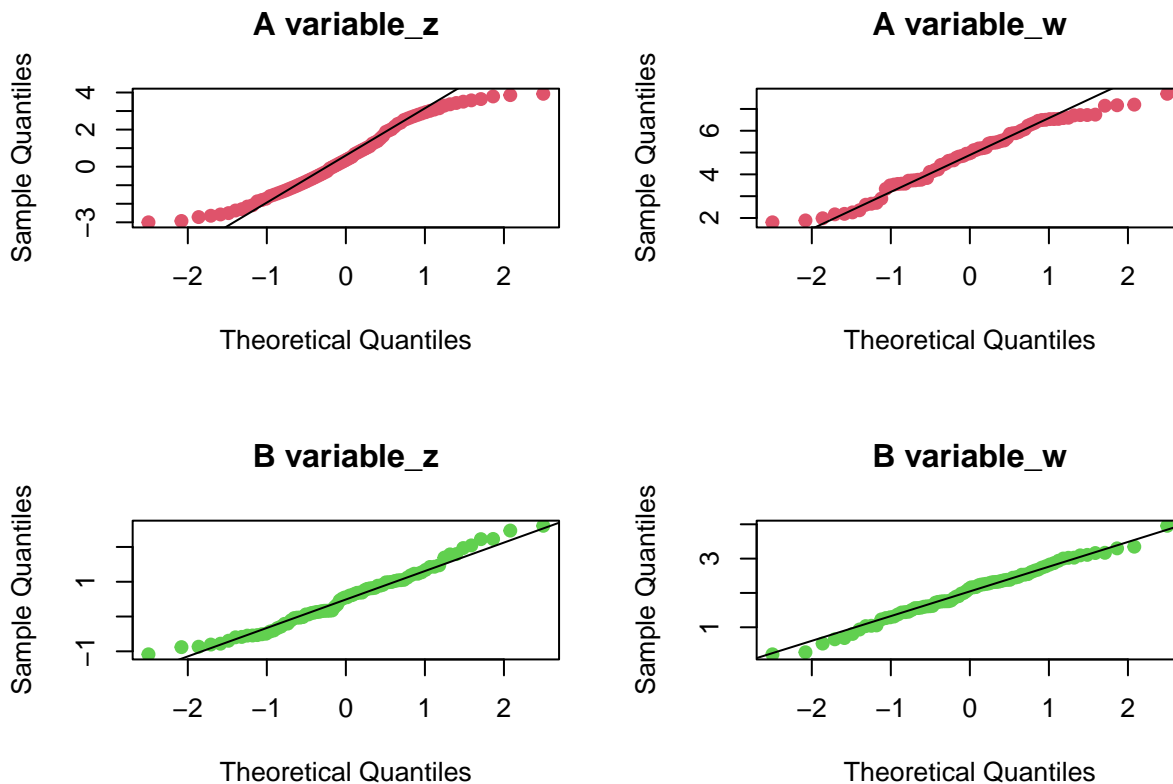 A variable_z
Sample Quantiles
−3 0 2 4
−2 −1 0 1 2
Theoretical Quantiles
A variable_w
Sample Quantiles
2 4 6
−2 −1 0 1 2
Theoretical Quantiles
B variable_z
Sample Quantiles
−1 1
−2 −1 0 1 2
Theoretical Quantiles
B variable_w
Sample Quantiles
1 3
−2 −1 0 1 2
Theoretical Quantiles